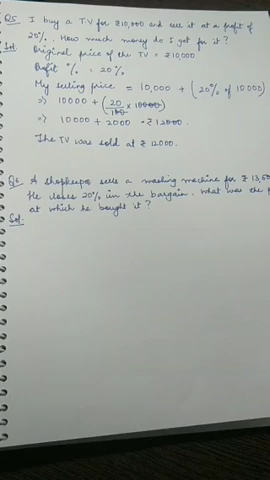 Q5 I buy a TV for ₹10,000 and sell it at a profit of
20%. How much money do I get for it?
Sol. Original price of the TV = ₹10,000
Profit % = 20%
My selling price = 10,000 + (20% of 10000)
⇒ 10000 + (20/100 × 10000)
⇒ 10000 + 2000 = ₹12000.
The TV was sold at ₹ 12000.
Q6 A shopkeeper sells a washing machine for ₹ 13,50
He loses 20% in the bargain. What was the p
at which he bought it?
Sol.